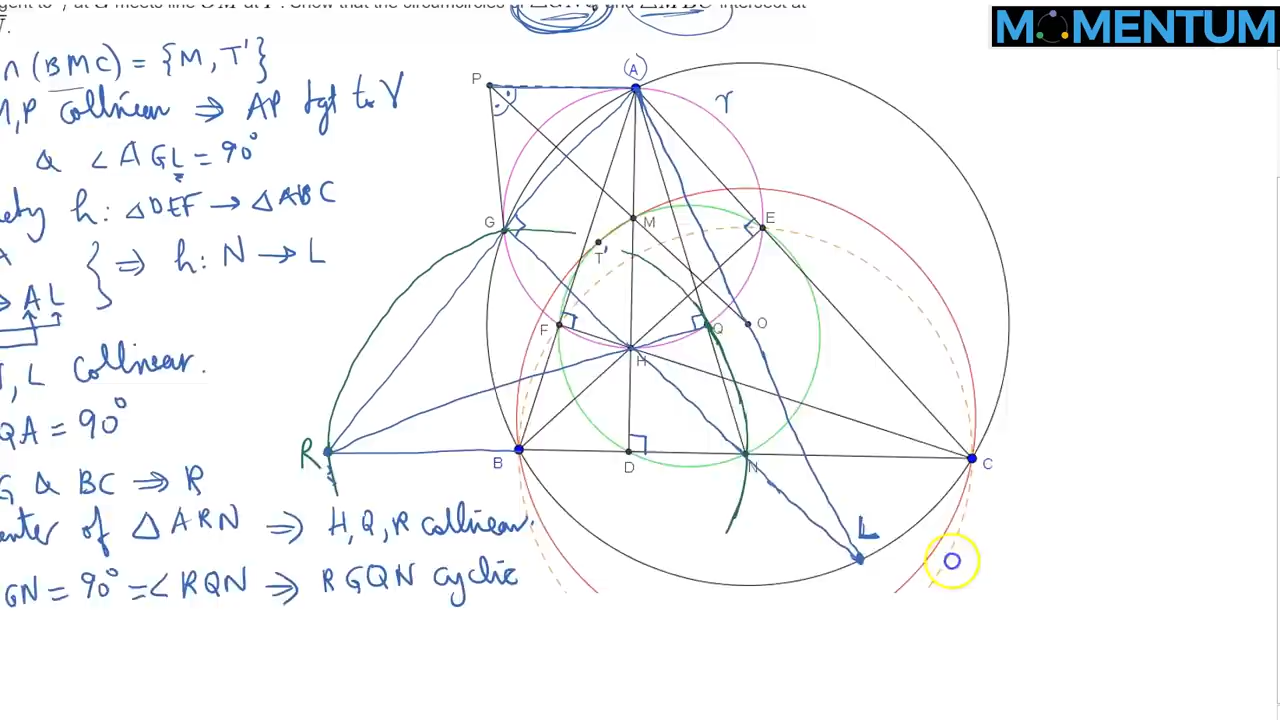 MOMENTUM
n (BMC) = {M, T'}
M, P collinear ⇒ AP tgt to γ
& ∠AGL = 90°
h: △DEF → △ABC
A } ⇒ h: N → L
→ AL
T, L collinear.
QA = 90°
G & BC ⇒ R
center of △ARN ⇒ H, Q, R collinear.
GN = 90° = ∠RQN ⇒ RGQN cyclic
P
A
γ
G
M
E
T'
F
Q
O
H
R
B
D
N
C
L